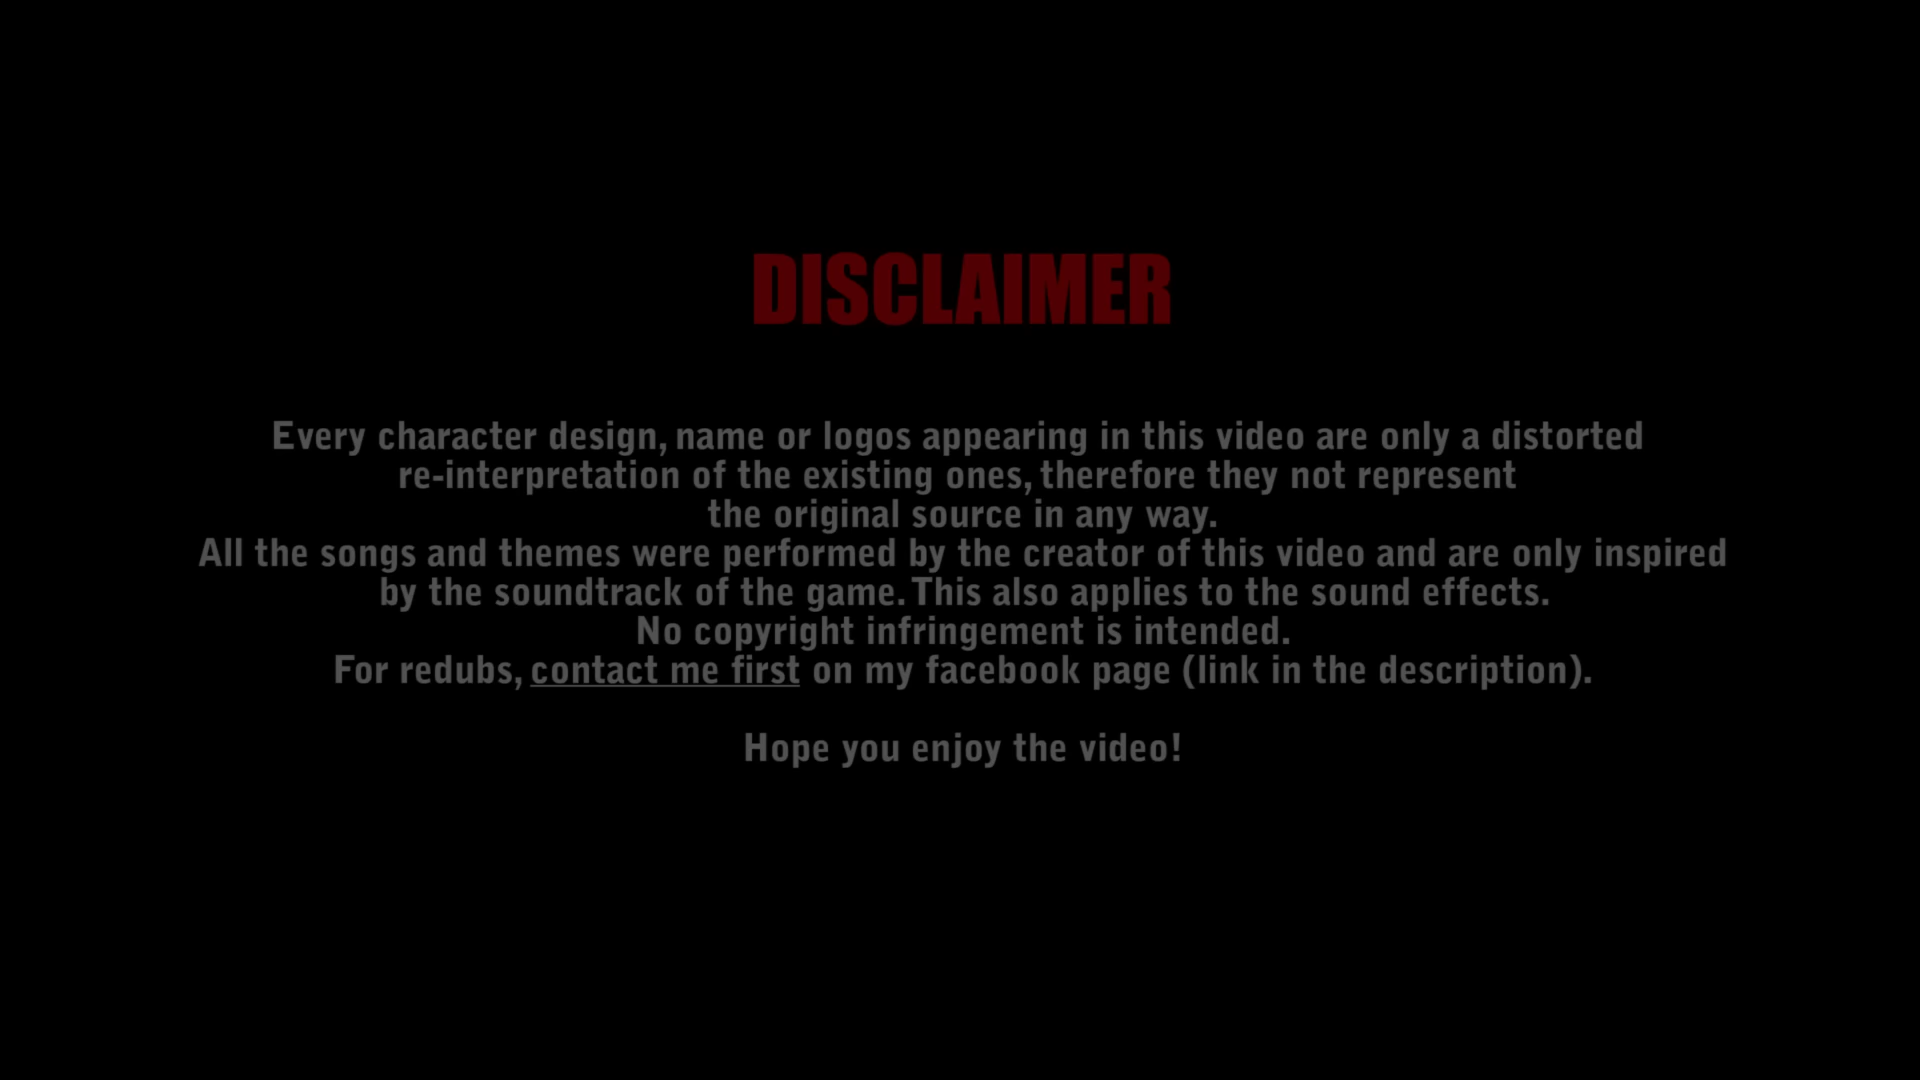 DISCLAIMER
Every character design, name or logos appearing in this video are only a distorted
re-interpretation of the existing ones, therefore they not represent
the original source in any way.
All the songs and themes were performed by the creator of this video and are only inspired
by the soundtrack of the game. This also applies to the sound effects.
No copyright infringement is intended.
For redubs, contact me first on my facebook page (link in the description).
Hope you enjoy the video!